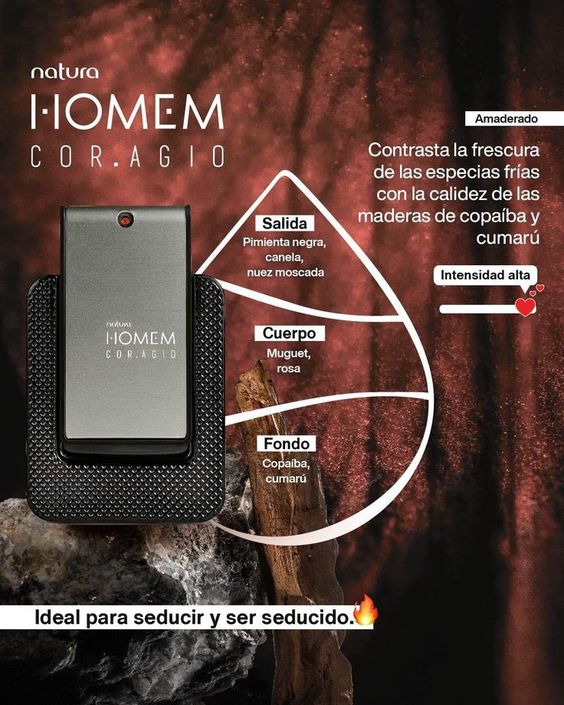 natura
HOMEM
COR.AGIO
Amaderado
Contrasta la frescura
de las especias frías
con la calidez de las
maderas de copaíba y
cumarú
Intensidad alta
Salida
Pimienta negra,
canela,
nuez moscada
natura
HOMEM
COR.AGIO
Cuerpo
Muguet,
rosa
Fondo
Copaíba,
cumarú
Ideal para seducir y ser seducido.🔥